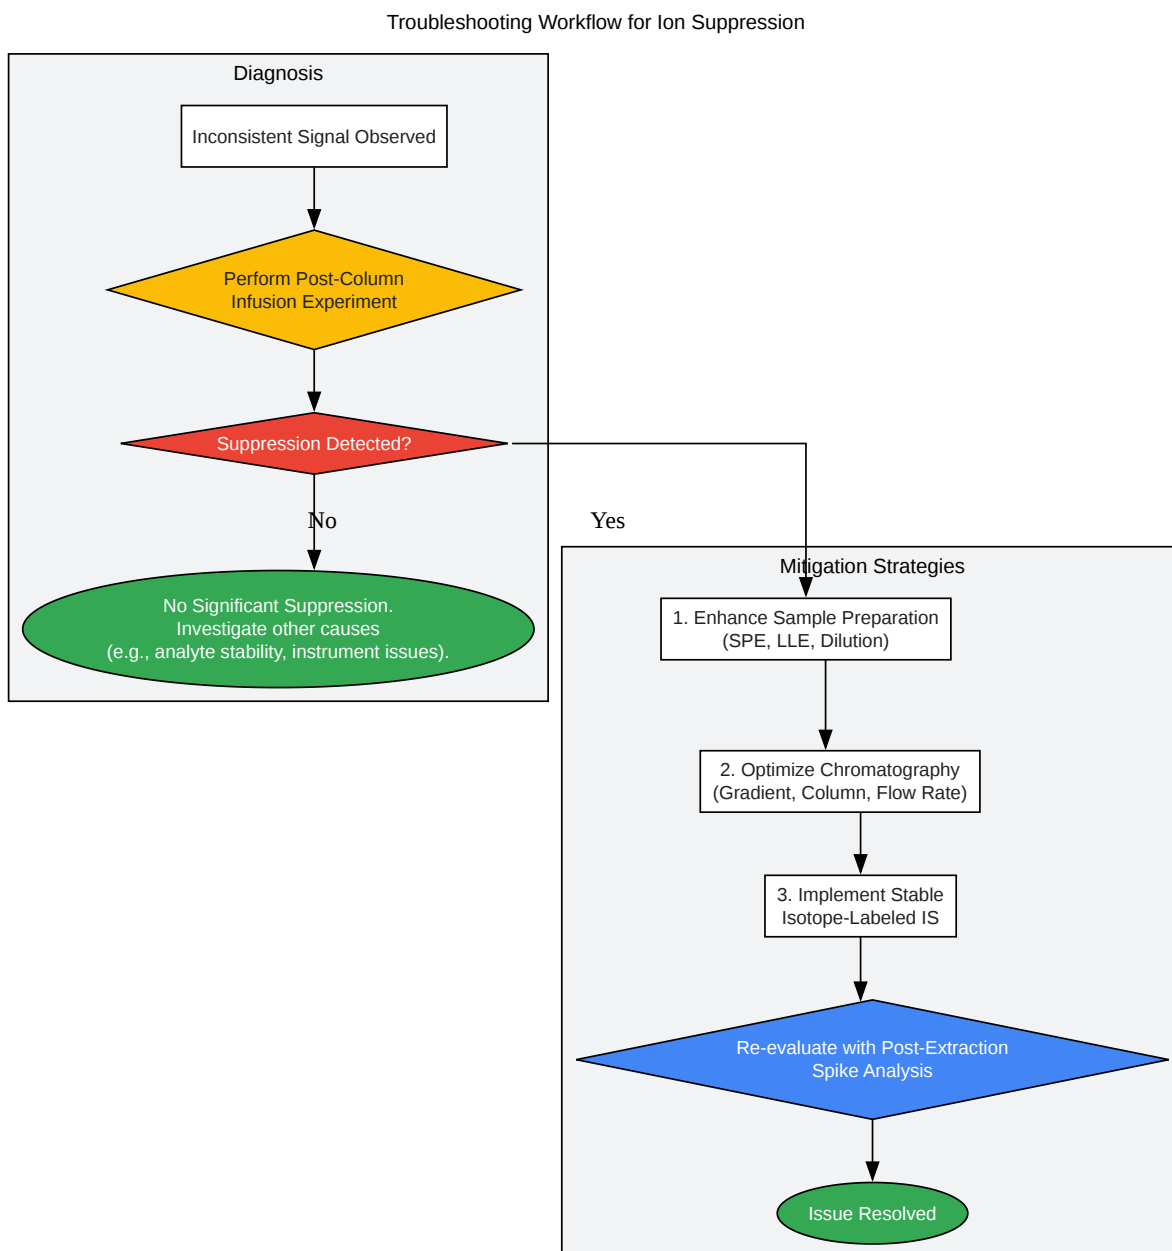 Troubleshooting Workflow for Ion Suppression
Diagnosis
Inconsistent Signal Observed
Perform Post-Column
Infusion Experiment
Suppression Detected?
No
Yes
No Significant Suppression.
Investigate other causes
(e.g., analyte stability, instrument issues).
Mitigation Strategies
1. Enhance Sample Preparation
(SPE, LLE, Dilution)
2. Optimize Chromatography
(Gradient, Column, Flow Rate)
3. Implement Stable
Isotope-Labeled IS
Re-evaluate with Post-Extraction
Spike Analysis
Issue Resolved